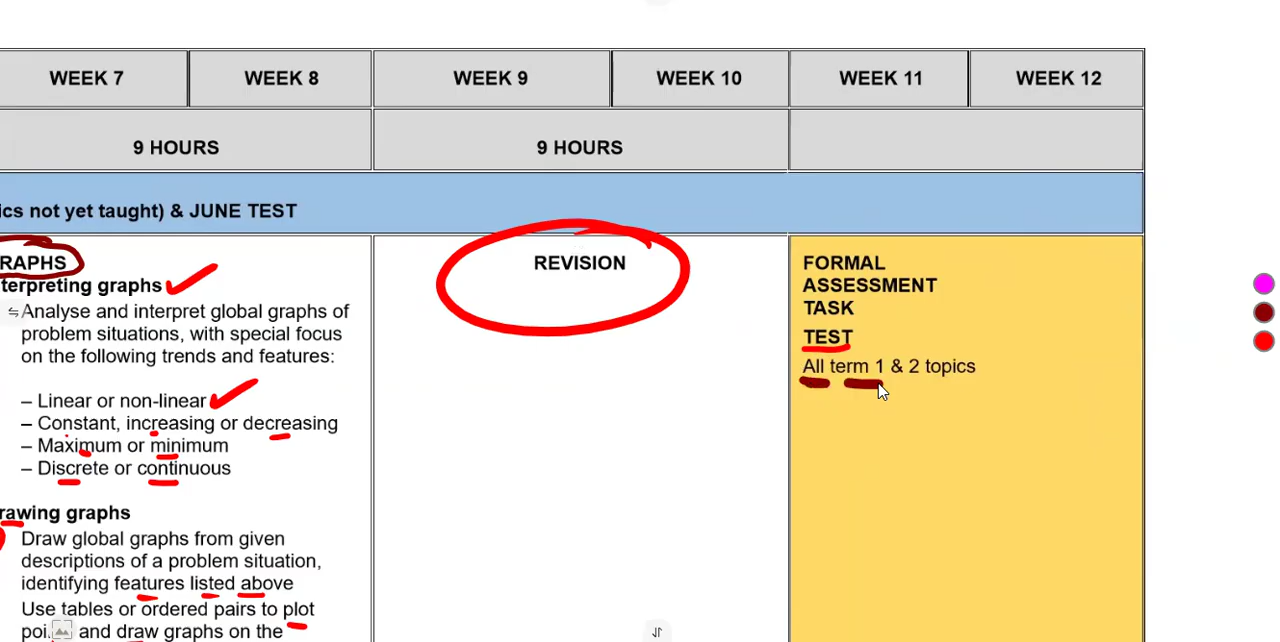 WEEK 7
WEEK 8
WEEK 9
WEEK 10
WEEK 11
WEEK 12
9 HOURS
9 HOURS
ics not yet taught) & JUNE TEST
RAPHS
terpreting graphs
Analyse and interpret global graphs of
problem situations, with special focus
on the following trends and features:
– Linear or non-linear
– Constant, increasing or decreasing
– Maximum or minimum
– Discrete or continuous
rawing graphs
Draw global graphs from given
descriptions of a problem situation,
identifying features listed above
Use tables or ordered pairs to plot
and draw graphs on the
REVISION
FORMAL
ASSESSMENT
TASK
TEST
All term 1 & 2 topics